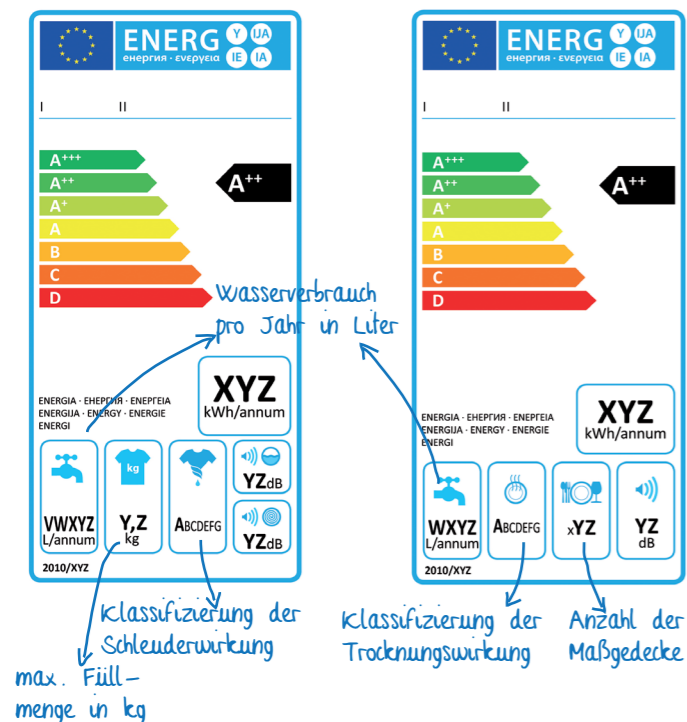 ENERG Y IJA
енергия · ενεργεια IE IA
I II
A+++
A++
A+
A
B
C
D
A++
XYZ
kWh/annum
ENERGIA · ЕНЕРГИЯ · ΕΝΕΡΓΕΙΑ
ENERGIJA · ENERGY · ENERGIE
ENERGI
VWXYZ
L/annum
Y,Z
kg
kg
ABCDEFG
YZdB
YZdB
2010/XYZ
ENERG Y IJA
енергия · ενεργεια IE IA
I II
A+++
A++
A+
A
B
C
D
A++
XYZ
kWh/annum
ENERGIA · ЕНЕРГИЯ · ΕΝΕΡΓΕΙΑ
ENERGIJA · ENERGY · ENERGIE
ENERGI
WXYZ
L/annum
ABCDEFG
xYZ
YZ
dB
2010/XYZ
Wasserverbrauch
pro Jahr in Liter
Klassifizierung der
Schleuderwirkung
max. Füll-
menge in kg
Klassifizierung der
Trocknungswirkung
Anzahl der
Maßgedecke